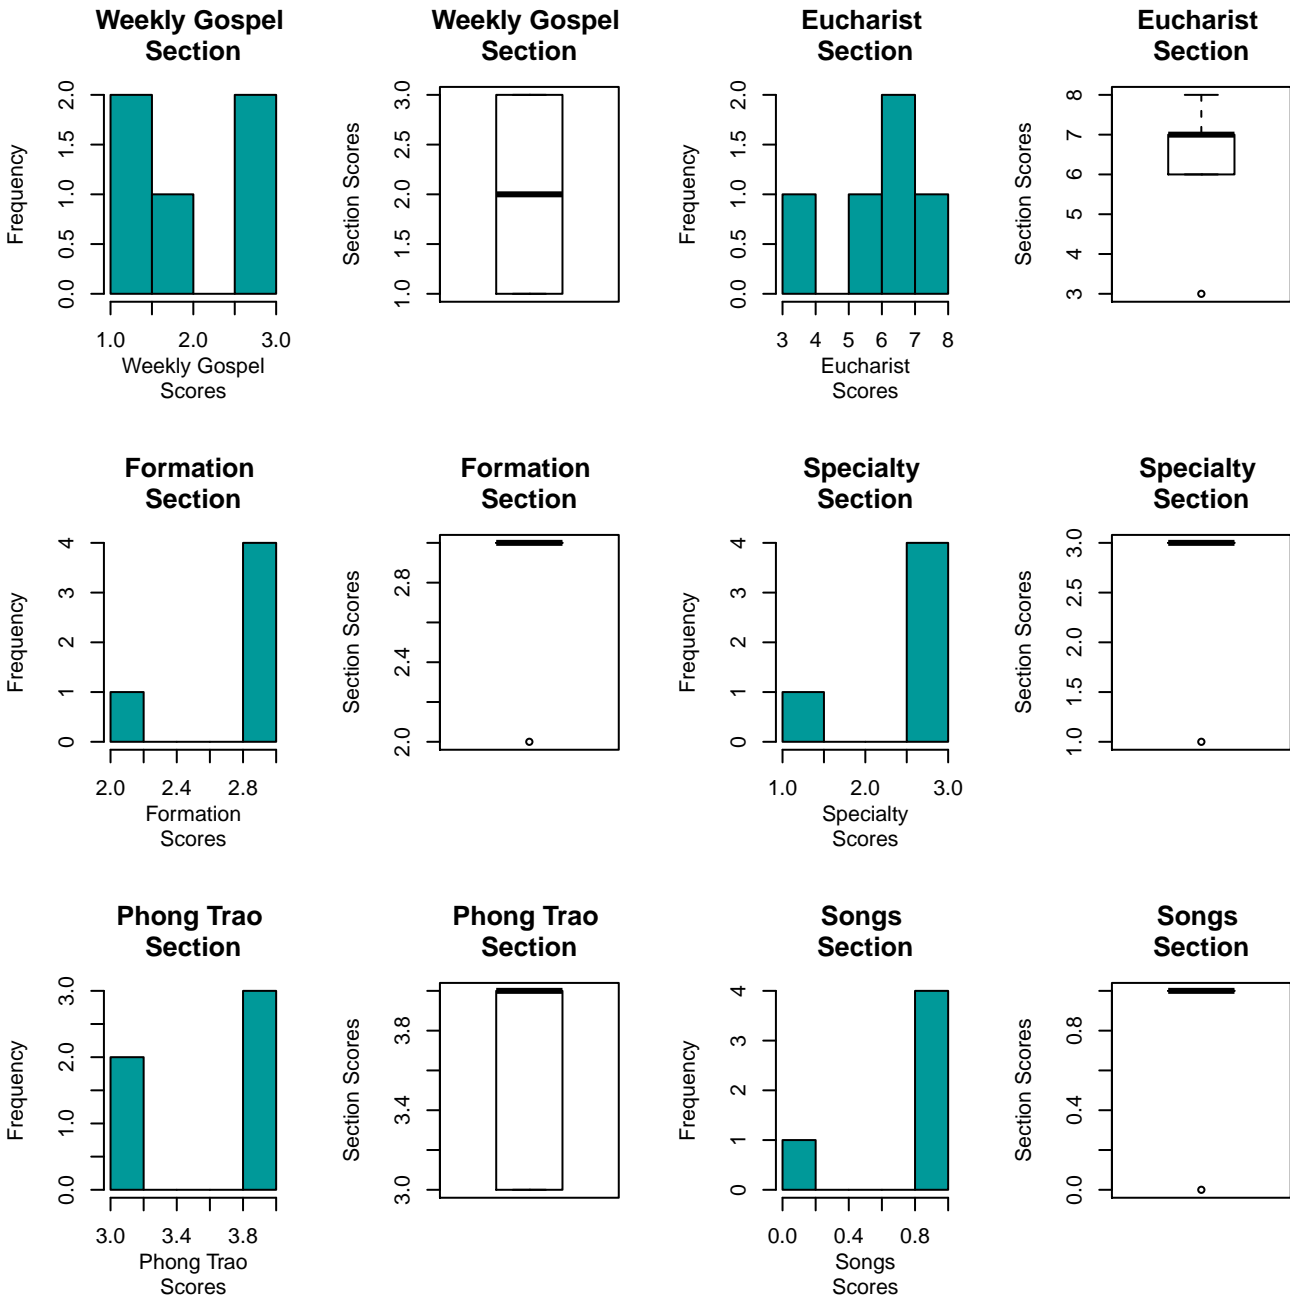 Weekly Gospel
Section
Frequency
0.0
0.5
1.0
1.5
2.0
1.0
2.0
3.0
Weekly Gospel
Scores
Weekly Gospel
Section
Section Scores
1.0
1.5
2.0
2.5
3.0
Eucharist
Section
Frequency
0.0
0.5
1.0
1.5
2.0
3 4 5 6 7 8
Eucharist
Scores
Eucharist
Section
Section Scores
3
4
5
6
7
8
Formation
Section
Frequency
0
1
2
3
4
2.0 2.4 2.8
Formation
Scores
Formation
Section
Section Scores
2.0
2.4
2.8
Specialty
Section
Frequency
0
1
2
3
4
1.0 2.0 3.0
Specialty
Scores
Specialty
Section
Section Scores
1.0
1.5
2.0
2.5
3.0
Phong Trao
Section
Frequency
0.0
1.0
2.0
3.0
3.0 3.4 3.8
Phong Trao
Scores
Phong Trao
Section
Section Scores
3.0
3.4
3.8
Songs
Section
Frequency
0
1
2
3
4
0.0 0.4 0.8
Songs
Scores
Songs
Section
Section Scores
0.0
0.4
0.8